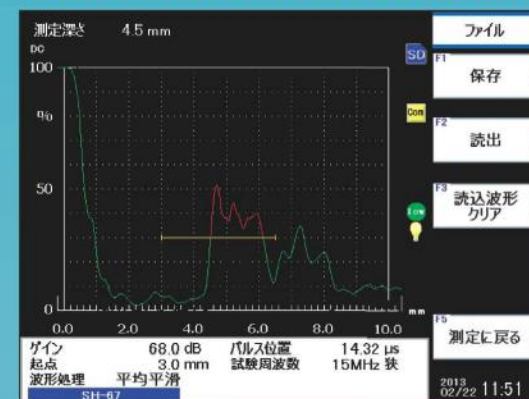 測定深さ 4.5 mm
DC
100
%
50
0
0.0 2.0 4.0 6.0 8.0 10.0
mm
SD
Com
Low
ファイル
F1
保存
F2
読出
F3
読込波形
クリア
F5
測定に戻る
ゲイン 68.0 dB パルス位置 14.32 µs
起点 3.0 mm 試験周波数 15MHz 狭
波形処理 平均平滑
SH-67
2013
02/22 11:51